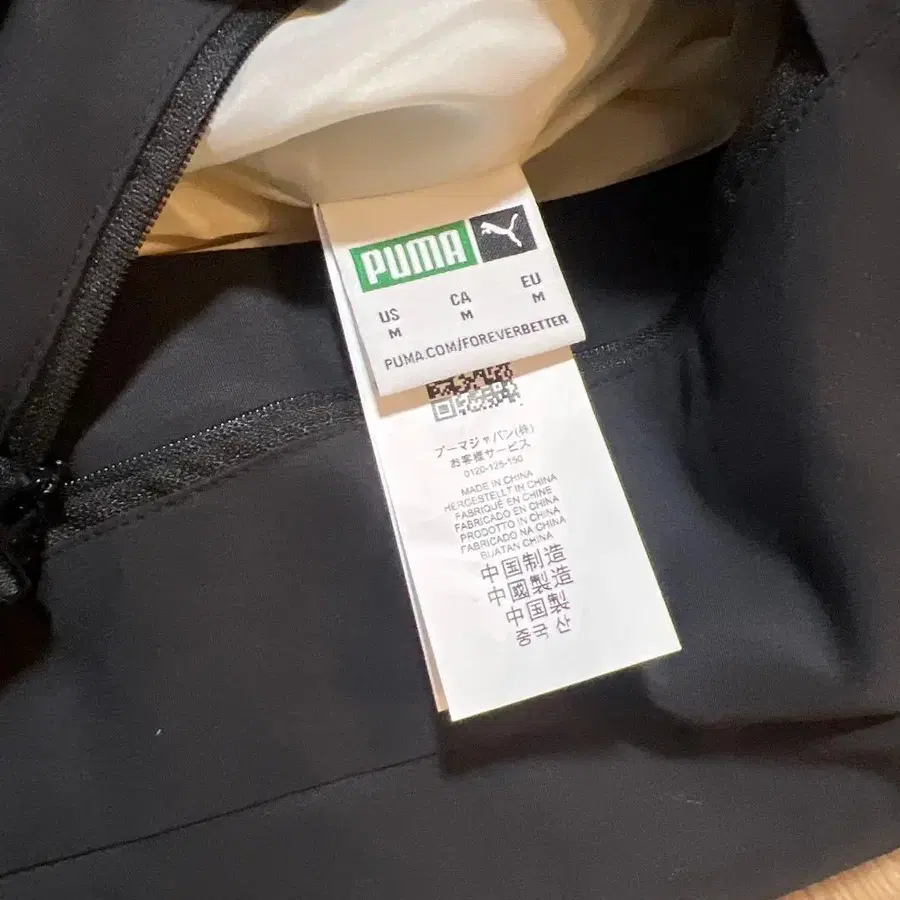 PUMA
US CA EU
M M M
PUMA.COM/FOREVERBETTER
プーマジャパン(株)
お客様サービス
0120-125-150
MADE IN CHINA
HERGESTELLT IN CHINA
FABRIQUÉ EN CHINE
FABRICADO EN CHINA
PRODOTTO IN CHINA
FABRICADO NA CHINA
BUATAN CHINA
中国制造
中國製造
中国製
중국 산